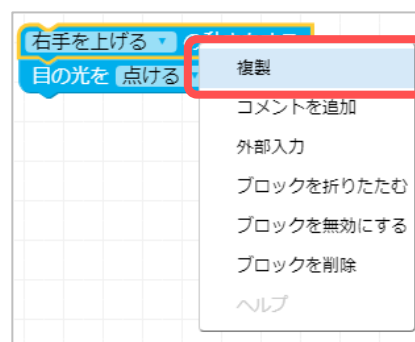 右手を上げる
目の光を 点ける
複製
コメントを追加
外部入力
ブロックを折りたたむ
ブロックを無効にする
ブロックを削除
ヘルプ